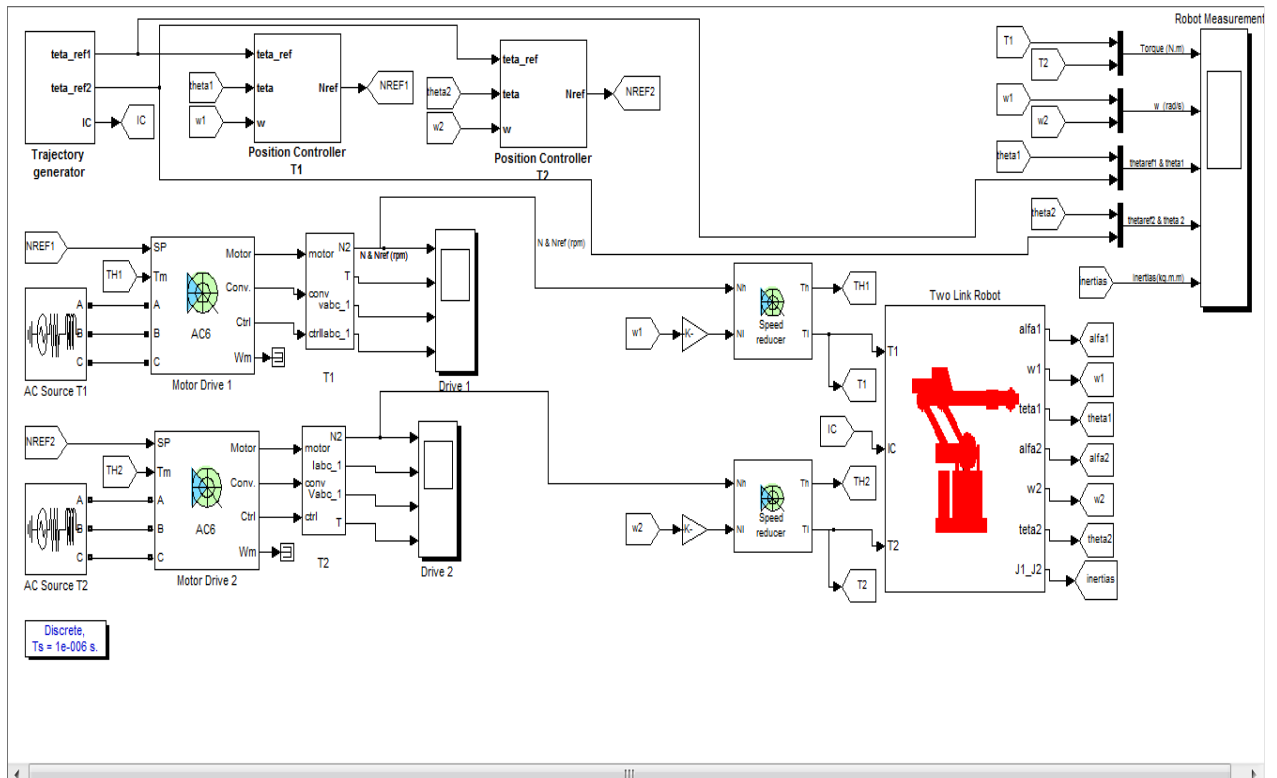 Robot Measurement
teta_ref1
teta_ref2
IC
Trajectory
generator
IC
teta_ref
teta
w
Nref
theta1
w1
Position Controller
T1
NREF1
teta_ref
teta
w
Nref
theta2
w2
Position Controller
T2
NREF2
T1
T2
Torque (N.m)
w1
w2
w (rad/s)
theta1
thetaref1 & theta1
theta2
thetaref2 & theta 2
inertias
Inertias(kg.m.m)
NREF1
TH1
SP
Tm
A
B
C
A
B
C
AC Source T1
AC6
Motor
Conv.
Ctrl
Wm
Motor Drive 1
motor
conv
vabc_1
ctrlIabc_1
N2
T
T1
N & Nref (rpm)
Drive 1
N & Nref (rpm)
w1
-K-
Nh
Nl
Th
Tl
Speed
reducer
TH1
T1
NREF2
TH2
SP
Tm
A
B
C
A
B
C
AC Source T2
AC6
Motor
Conv.
Ctrl
Wm
Motor Drive 2
motor
conv
ctrl
N2
Iabc_1
Vabc_1
T
T2
Drive 2
w2
-K-
Nh
Nl
Th
Tl
Speed
reducer
TH2
T2
IC
Two Link Robot
T1
IC
T2
alfa1
w1
teta1
alfa2
w2
teta2
J1_J2
alfa1
w1
theta1
alfa2
w2
theta2
inertias
Discrete,
Ts = 1e-006 s.